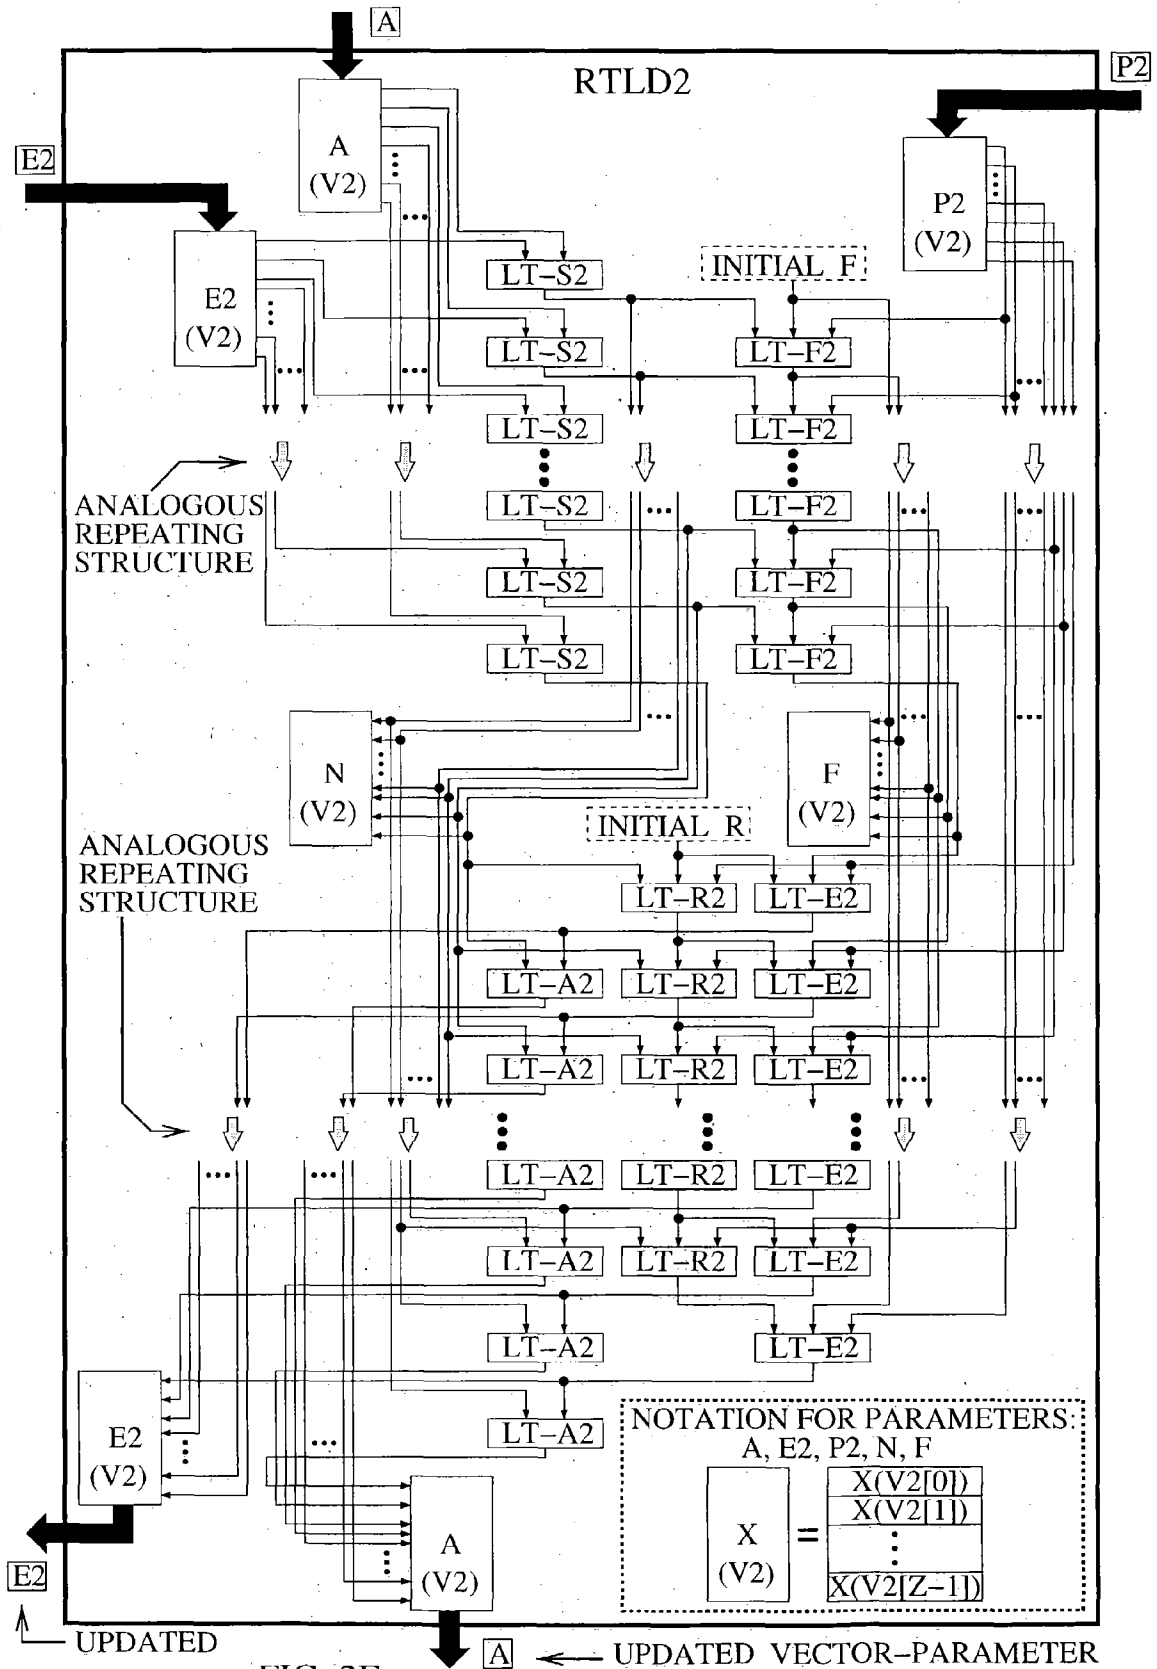 A
RTLD2
P2
E2
A
(V2)
P2
(V2)
E2
(V2)
LT-S2
INITIAL F
LT-S2
LT-F2
LT-S2
LT-F2
ANALOGOUS
REPEATING
STRUCTURE
LT-S2
LT-F2
LT-S2
LT-F2
LT-S2
LT-F2
N
(V2)
F
(V2)
INITIAL R
ANALOGOUS
REPEATING
STRUCTURE
LT-R2
LT-E2
LT-A2
LT-R2
LT-E2
LT-A2
LT-R2
LT-E2
LT-A2
LT-R2
LT-E2
LT-A2
LT-R2
LT-E2
LT-A2
LT-E2
LT-A2
E2
(V2)
NOTATION FOR PARAMETERS:
A, E2, P2, N, F
X
(V2)
=
X(V2[0])
X(V2[1])
X(V2[Z-1])
A
(V2)
E2
UPDATED
A
UPDATED VECTOR-PARAMETER